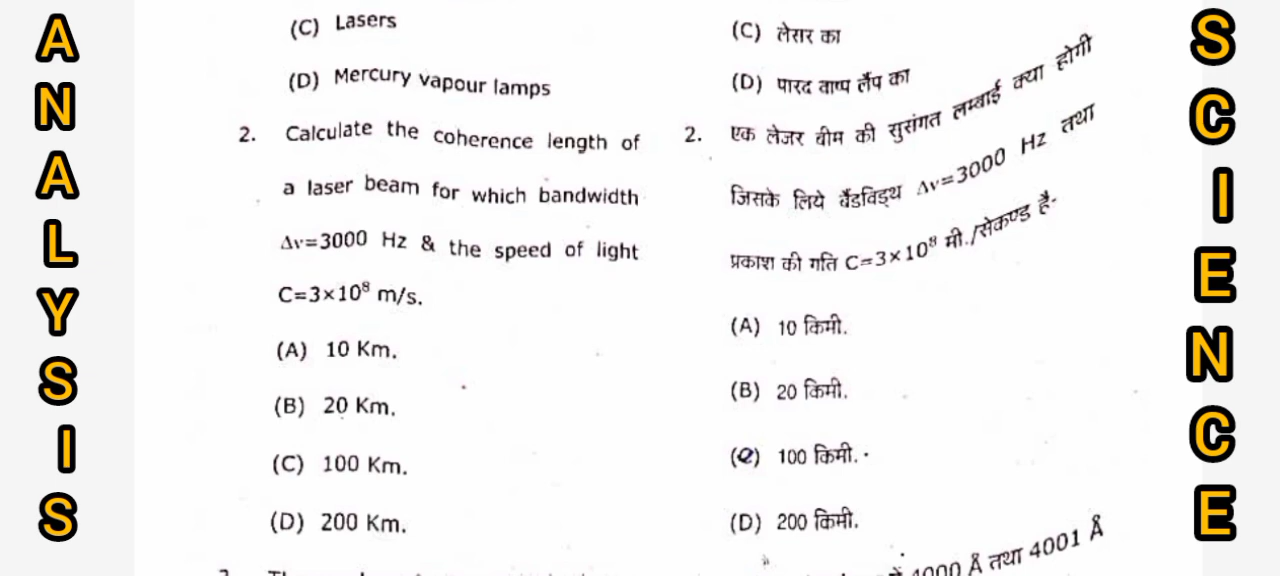 ANALYSIS
(C) Lasers
(D) Mercury vapour lamps
2. Calculate the coherence length of
a laser beam for which bandwidth
Δν=3000 Hz & the speed of light
C=3×10⁸ m/s.
(A) 10 Km.
(B) 20 Km.
(C) 100 Km.
(D) 200 Km.
(C) लेसर का
(D) पारद वाष्प लैंप का
2. एक लेजर बीम की सुसंगत लम्बाई क्या होगी
जिसके लिये बैंडविड्थ Δν=3000 Hz तथा
प्रकाश की गति C=3×10⁸ मी./सेकण्ड है-
(A) 10 किमी.
(B) 20 किमी.
(C) 100 किमी.
(D) 200 किमी.
4000 Å तथा 4001 Å
SCIENCE